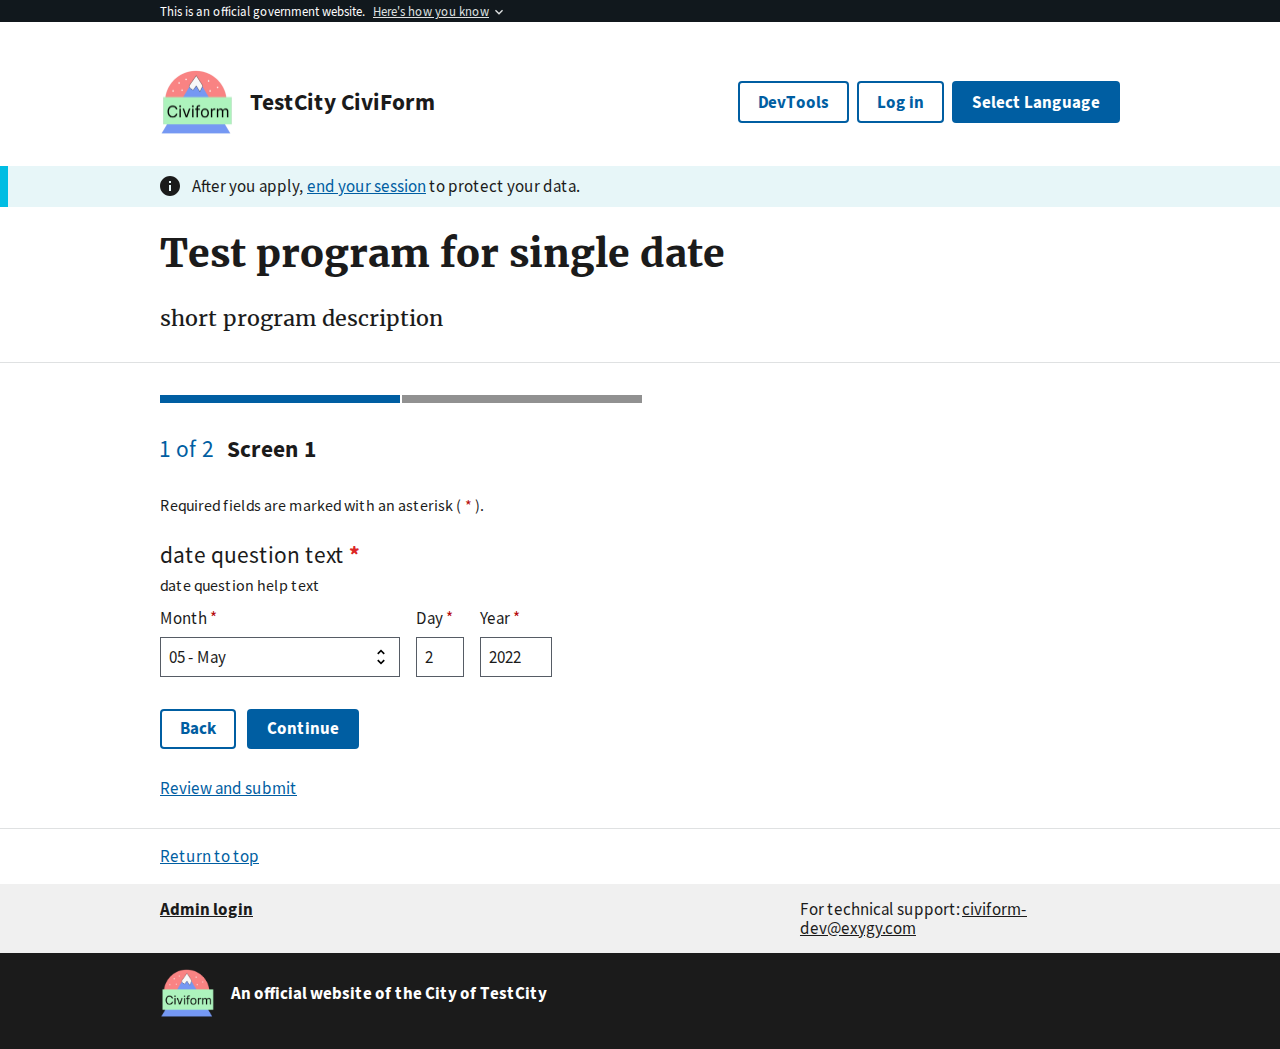 This is an official government website. Here's how you know
Civiform
TestCity CiviForm
DevTools
Log in
Select Language
After you apply, end your session to protect your data.
Test program for single date
short program description
1 of 2 Screen 1
Required fields are marked with an asterisk ( * ).
date question text *
date question help text
Month * Day * Year *
05 - May 2 2022
Back
Continue
Review and submit
Return to top
Admin login
For technical support: civiform-
dev@exygy.com
Civiform
An official website of the City of TestCity